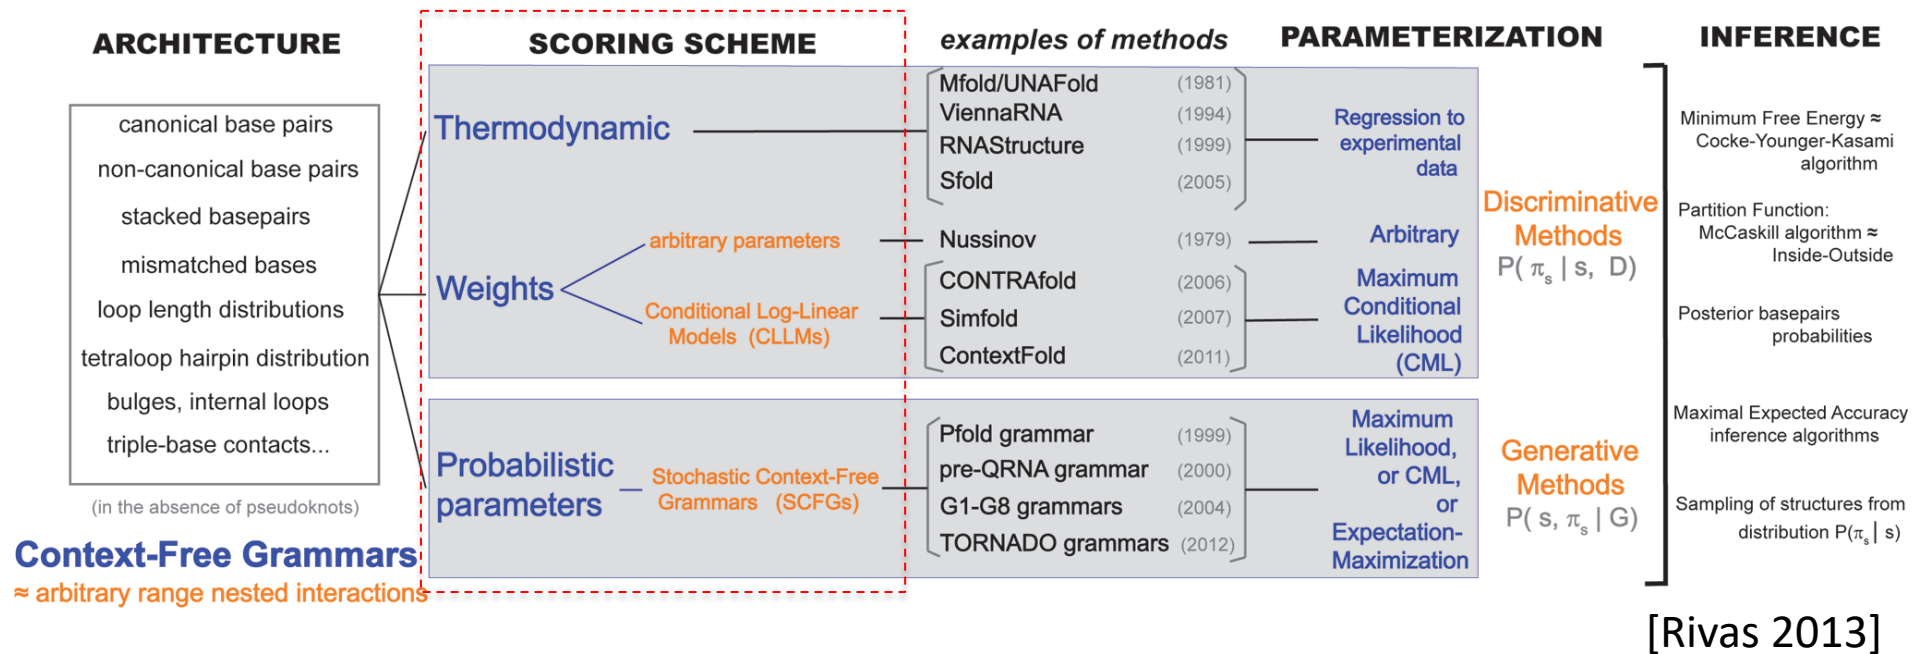 ARCHITECTURE
canonical base pairs
non-canonical base pairs
stacked basepairs
mismatched bases
loop length distributions
tetraloop hairpin distribution
bulges, internal loops
triple-base contacts...
(in the absence of pseudoknots)
Context-Free Grammars
≈ arbitrary range nested interactions
SCORING SCHEME
Thermodynamic
Weights
arbitrary parameters
Conditional Log-Linear
Models (CLLMs)
Probabilistic
parameters
Stochastic Context-Free
Grammars (SCFGs)
examples of methods
Mfold/UNAFold (1981)
ViennaRNA (1994)
RNAStructure (1999)
Sfold (2005)
Nussinov (1979)
CONTRAfold (2006)
Simfold (2007)
ContextFold (2011)
Pfold grammar (1999)
pre-QRNA grammar (2000)
G1-G8 grammars (2004)
TORNADO grammars (2012)
PARAMETERIZATION
Regression to
experimental
data
Arbitrary
Maximum
Conditional
Likelihood
(CML)
Maximum
Likelihood,
or CML,
or
Expectation-
Maximization
Discriminative
Methods
P( πs | s, D)
Generative
Methods
P( s, πs | G)
INFERENCE
Minimum Free Energy ≈
Cocke-Younger-Kasami
algorithm
Partition Function:
McCaskill algorithm ≈
Inside-Outside
Posterior basepairs
probabilities
Maximal Expected Accuracy
inference algorithms
Sampling of structures from
distribution P(πs | s)
[Rivas 2013]